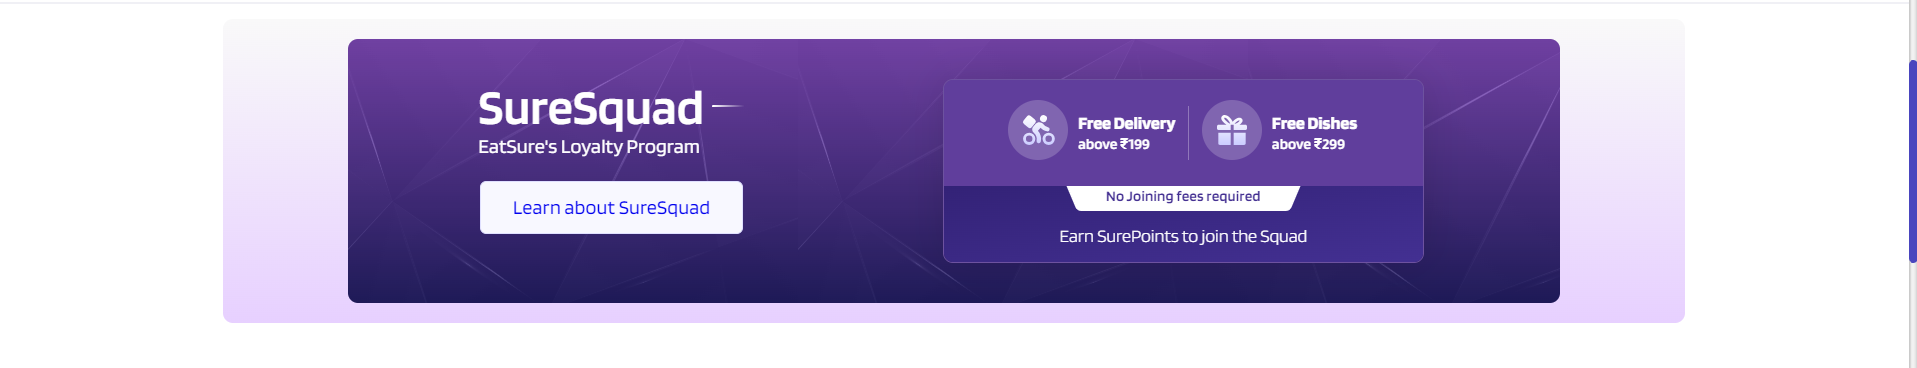 SureSquad
EatSure's Loyalty Program
Learn about SureSquad
Free Delivery
above ₹199
Free Dishes
above ₹299
No Joining fees required
Earn SurePoints to join the Squad